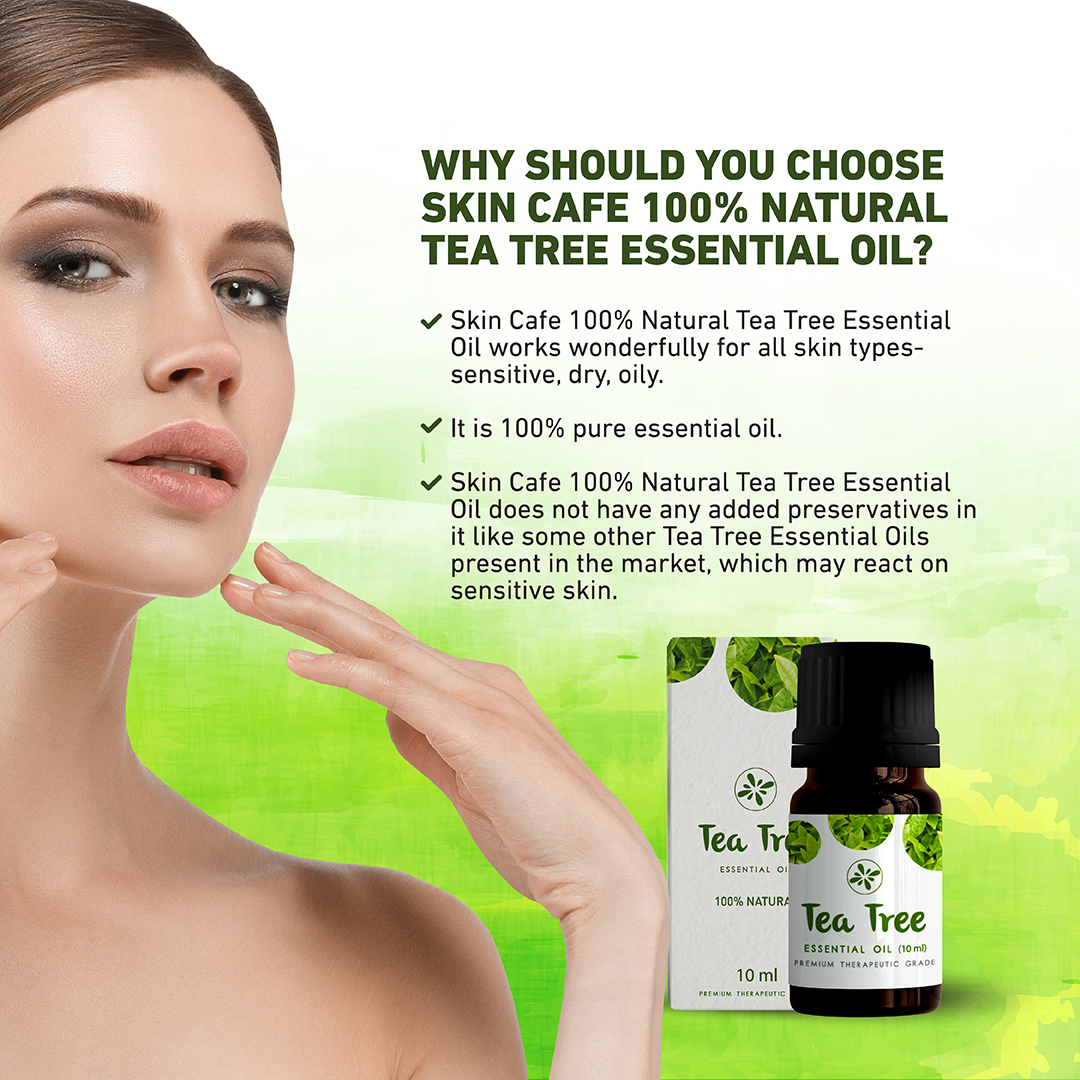 WHY SHOULD YOU CHOOSE
SKIN CAFE 100% NATURAL
TEA TREE ESSENTIAL OIL?
Skin Cafe 100% Natural Tea Tree Essential
Oil works wonderfully for all skin types-
sensitive, dry, oily.
It is 100% pure essential oil.
Skin Cafe 100% Natural Tea Tree Essential
Oil does not have any added preservatives in
it like some other Tea Tree Essential Oils
present in the market, which may react on
sensitive skin.
Tea Tre
ESSENTIAL OI
100% NATURA
10 ml
PREMIUM THERAPEUTIC
Tea Tree
ESSENTIAL OIL (10 ml)
PREMIUM THERAPEUTIC GRADE